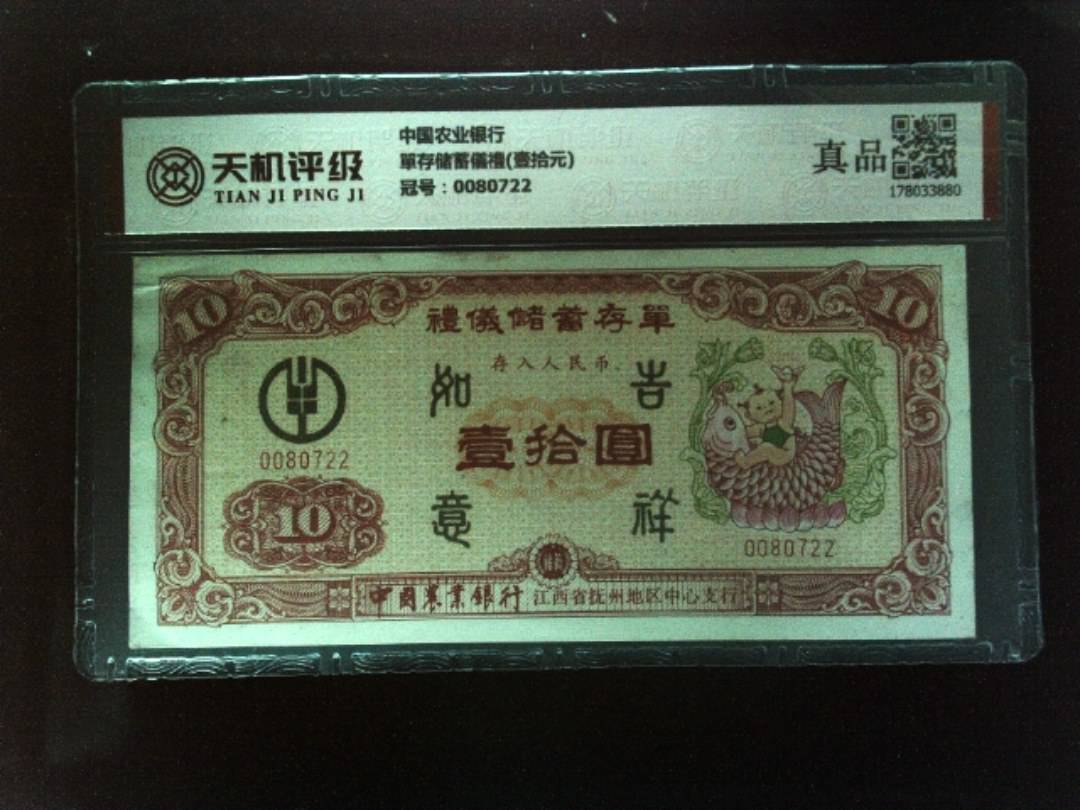 天机评级
TIAN JI PING JI
中国农业银行
單存储蓄儀禮(壹拾元)
冠号：0080722
真品
178033880
10
10
禮儀儲蓄存單
存入人民币
如
吉
壹拾圓
意
祥
0080722
10
0080722
中國農業銀行 江西省抚州地区中心支行